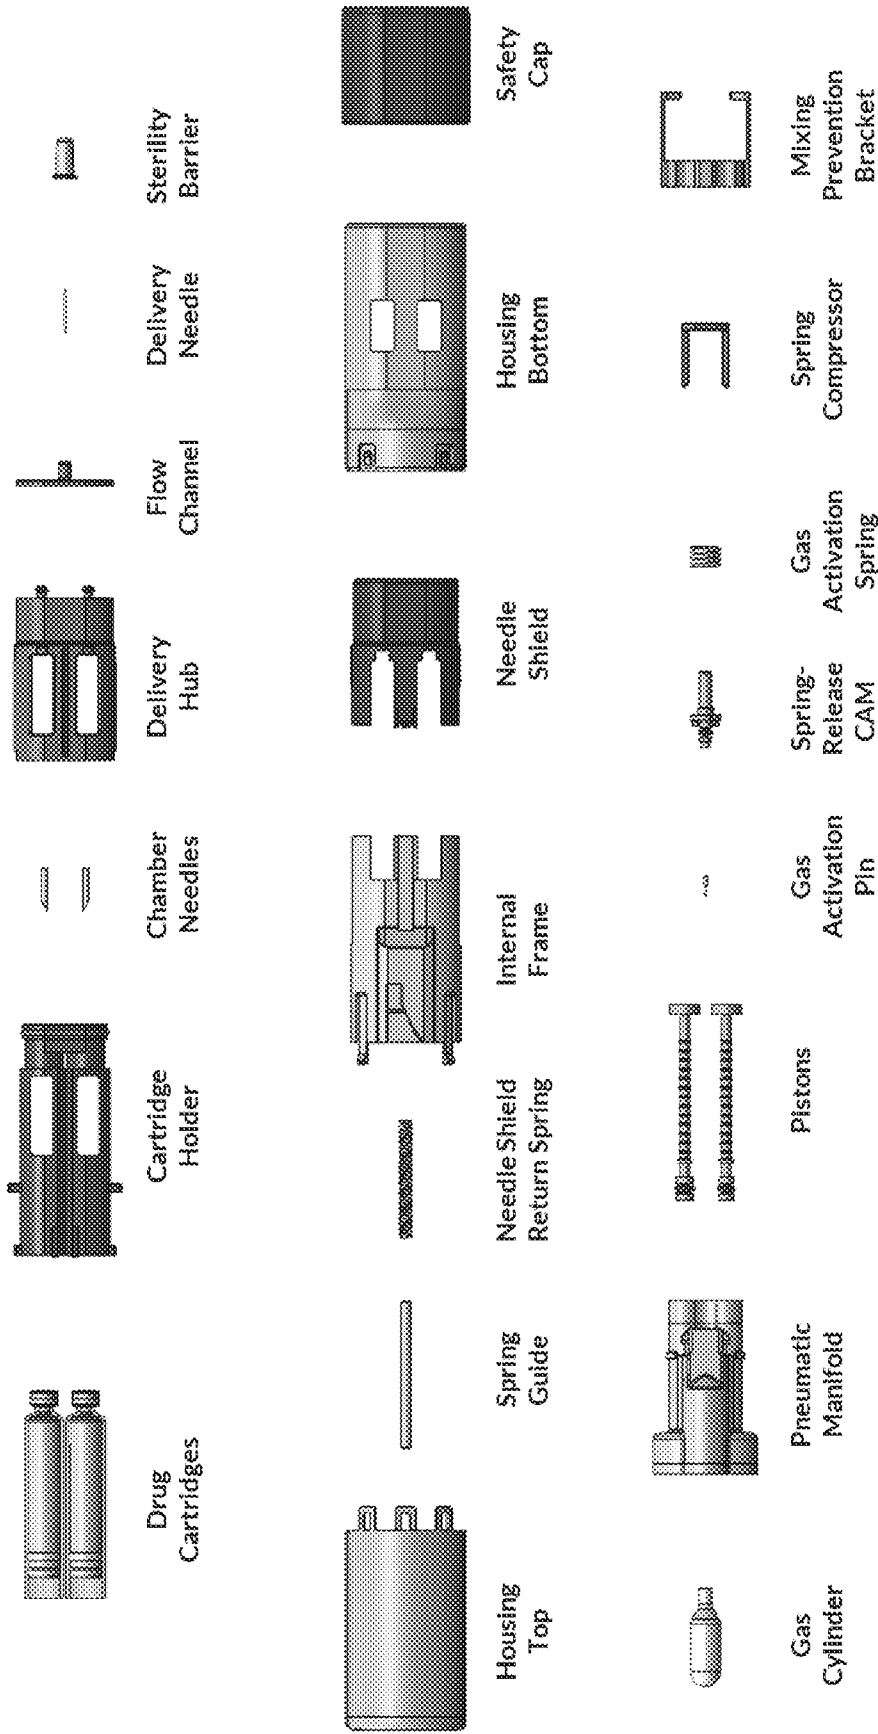 Drug
Cartridges
Cartridge
Holder
Chamber
Needles
Delivery
Hub
Flow
Channel
Delivery
Needle
Sterility
Barrier
Housing
Top
Spring
Guide
Needle Shield
Return Spring
Internal
Frame
Needle
Shield
Housing
Bottom
Safety
Cap
Gas
Cylinder
Pneumatic
Manifold
Pistons
Gas
Activation
Pin
Spring-
Release
CAM
Gas
Activation
Spring
Spring
Compressor
Mixing
Prevention
Bracket